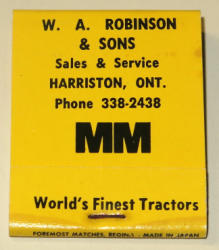 W. A. ROBINSON
& SONS
Sales & Service
HARRISTON, ONT.
Phone 338-2438
MM
World's Finest Tractors
FOREMOST MATCHES, REGINA - MADE IN JAPAN